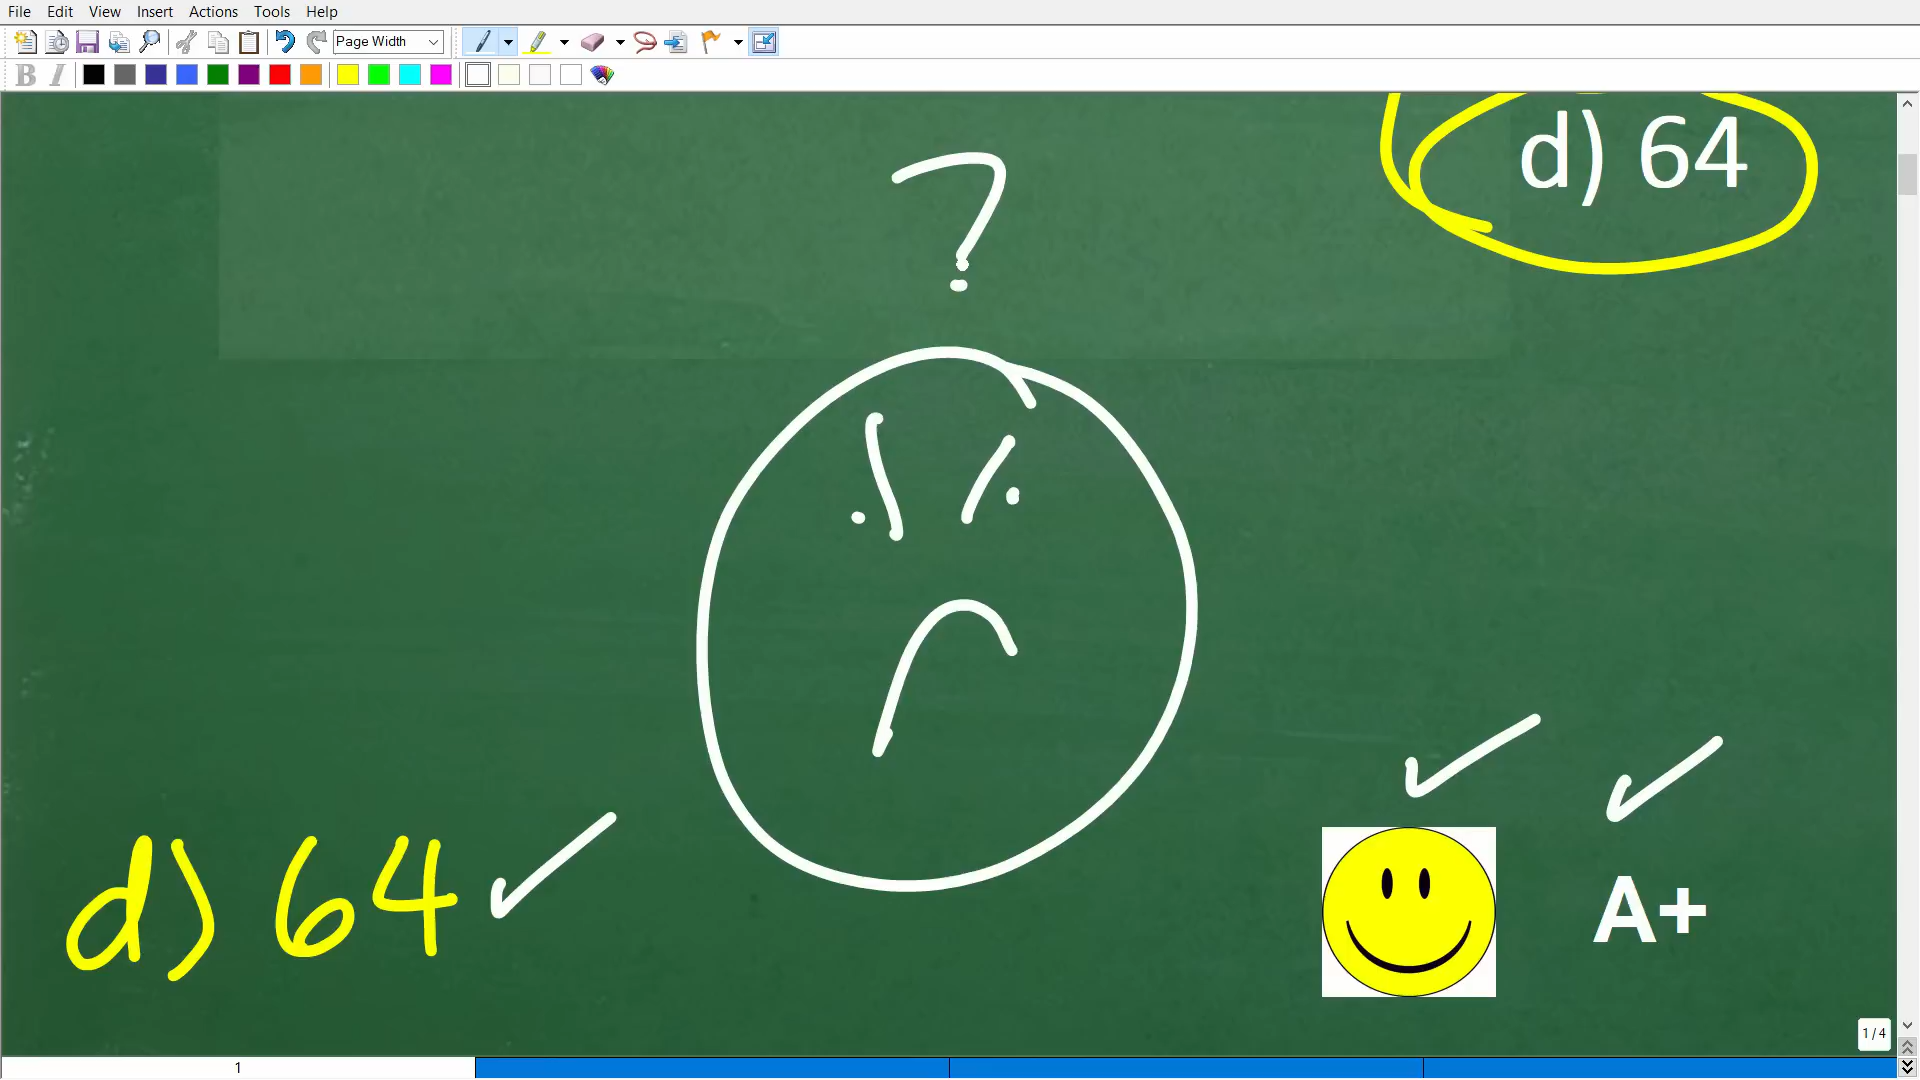 File Edit View Insert Actions Tools Help
Page Width
B I
d) 64
?
d) 64
A+
1 / 4
1